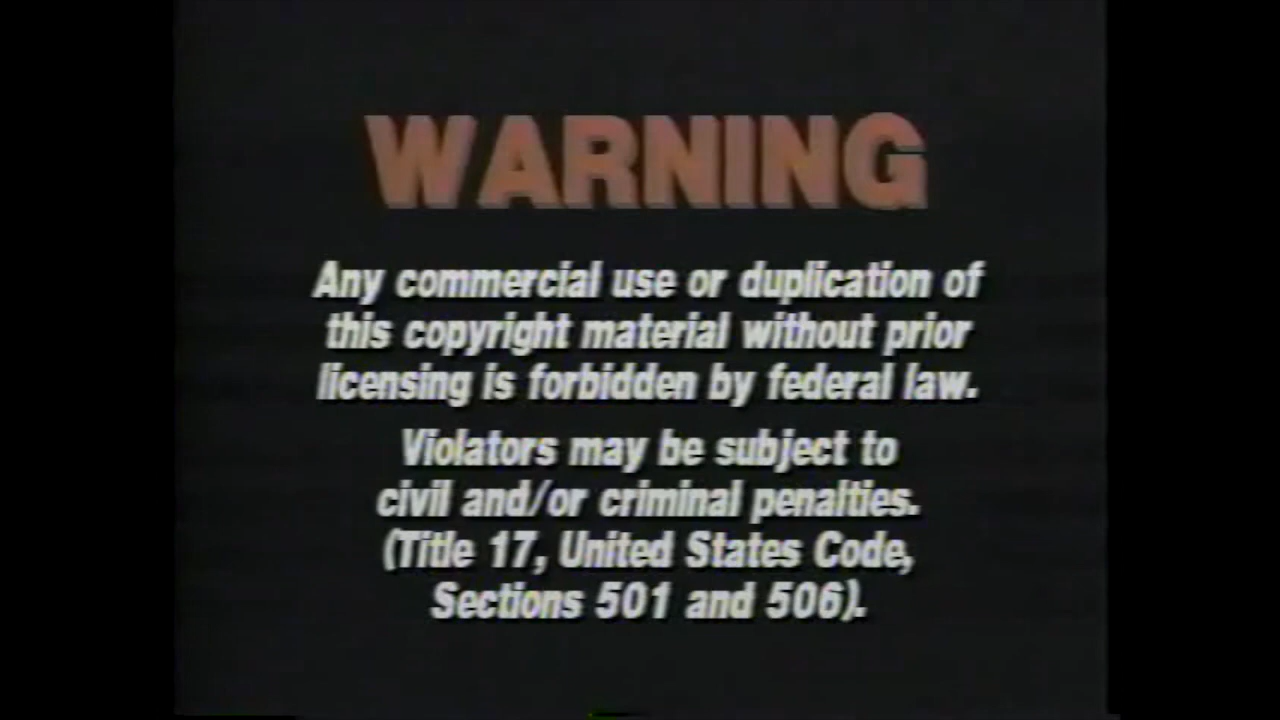 WARNING
Any commercial use or duplication of
this copyright material without prior
licensing is forbidden by federal law.
Violators may be subject to
civil and/or criminal penalties.
(Title 17, United States Code,
Sections 501 and 506).